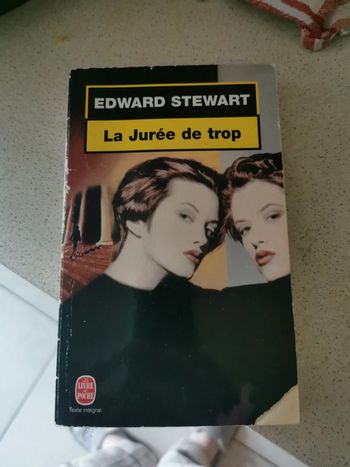 EDWARD STEWART
La Jurée de trop
LE LIVRE
DE
POCHE
Texte intégral